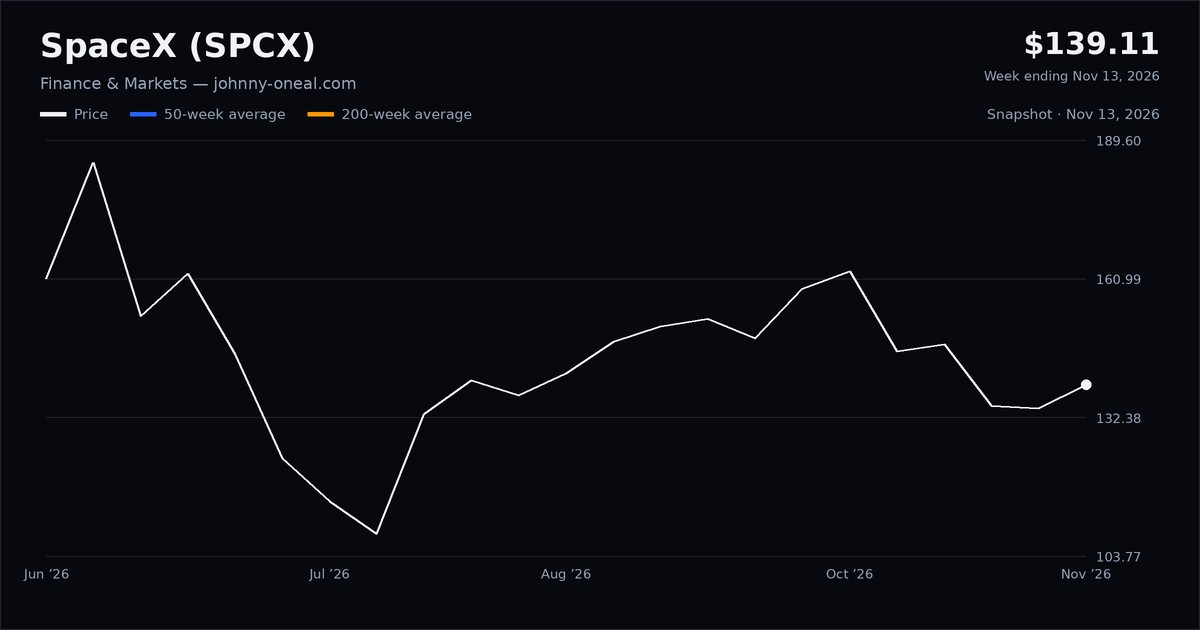 SpaceX (SPCX)
$139.11
Finance & Markets — johnny-oneal.com
Week ending Nov 13, 2026
Price
50-week average
200-week average
Snapshot · Nov 13, 2026
189.60
160.99
132.38
103.77
Jun ’26
Jul ’26
Aug ’26
Oct ’26
Nov ’26